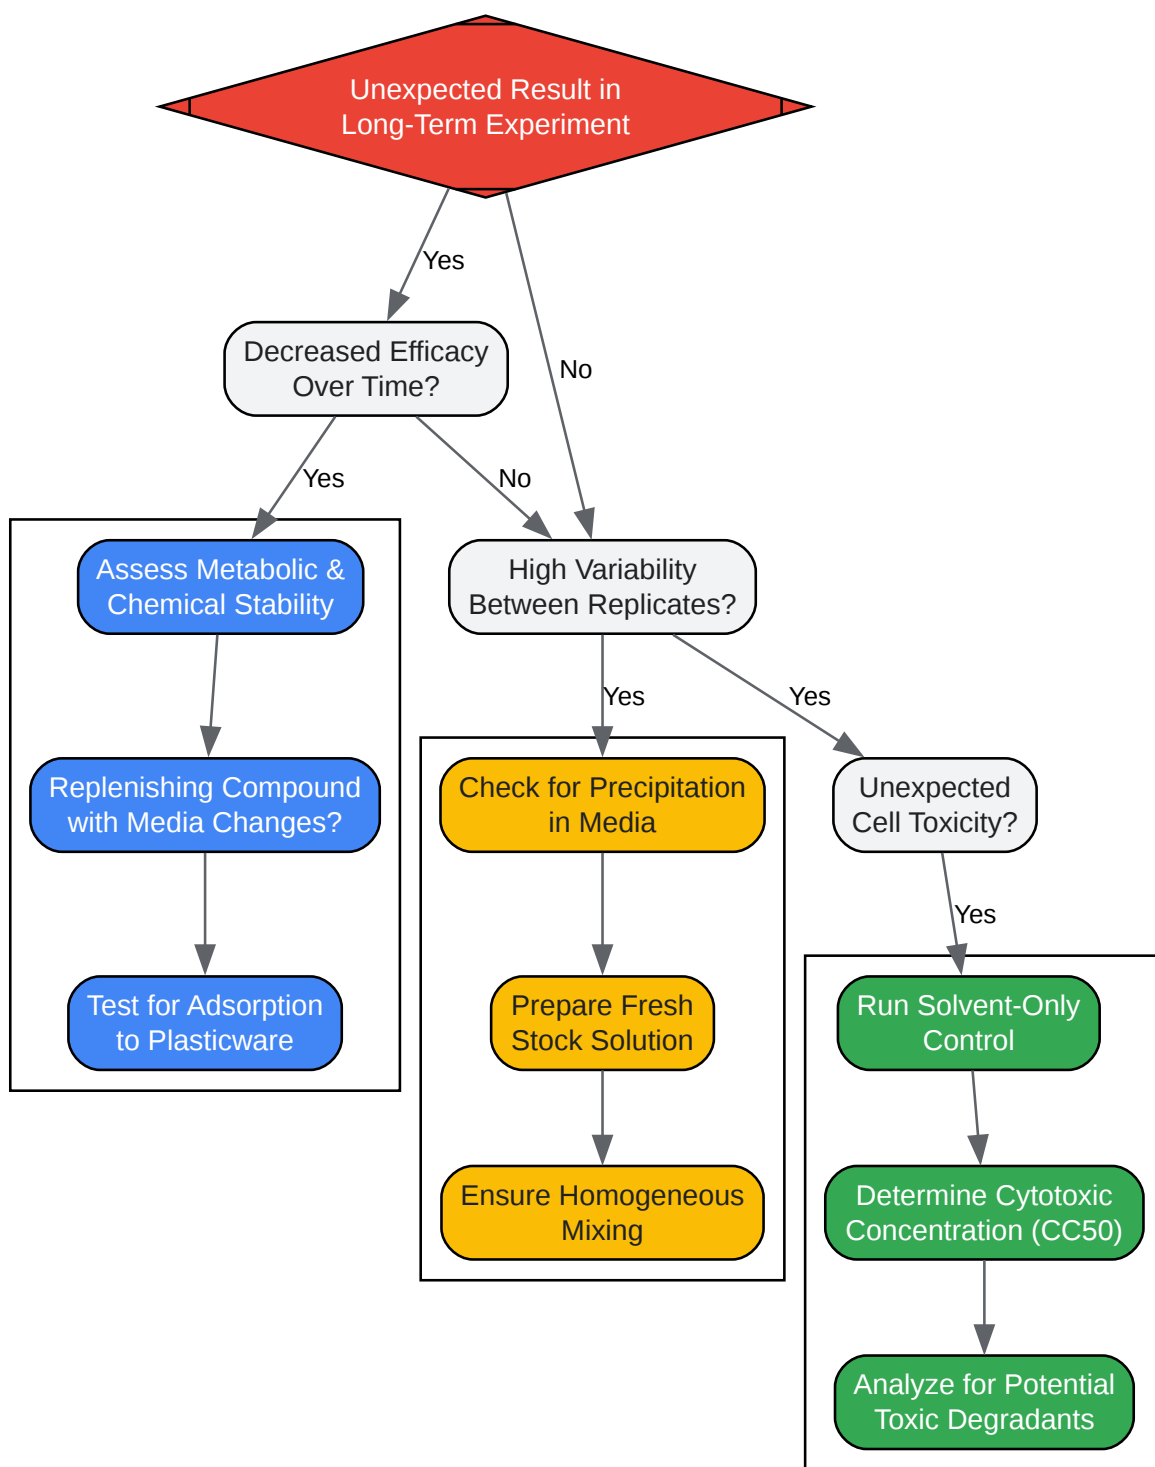 Unexpected Result in
Long-Term Experiment
Yes
No
Decreased Efficacy
Over Time?
Yes
No
Assess Metabolic &
Chemical Stability
High Variability
Between Replicates?
Yes
Yes
Replenishing Compound
with Media Changes?
Check for Precipitation
in Media
Unexpected
Cell Toxicity?
Yes
Test for Adsorption
to Plasticware
Prepare Fresh
Stock Solution
Run Solvent-Only
Control
Ensure Homogeneous
Mixing
Determine Cytotoxic
Concentration (CC50)
Analyze for Potential
Toxic Degradants